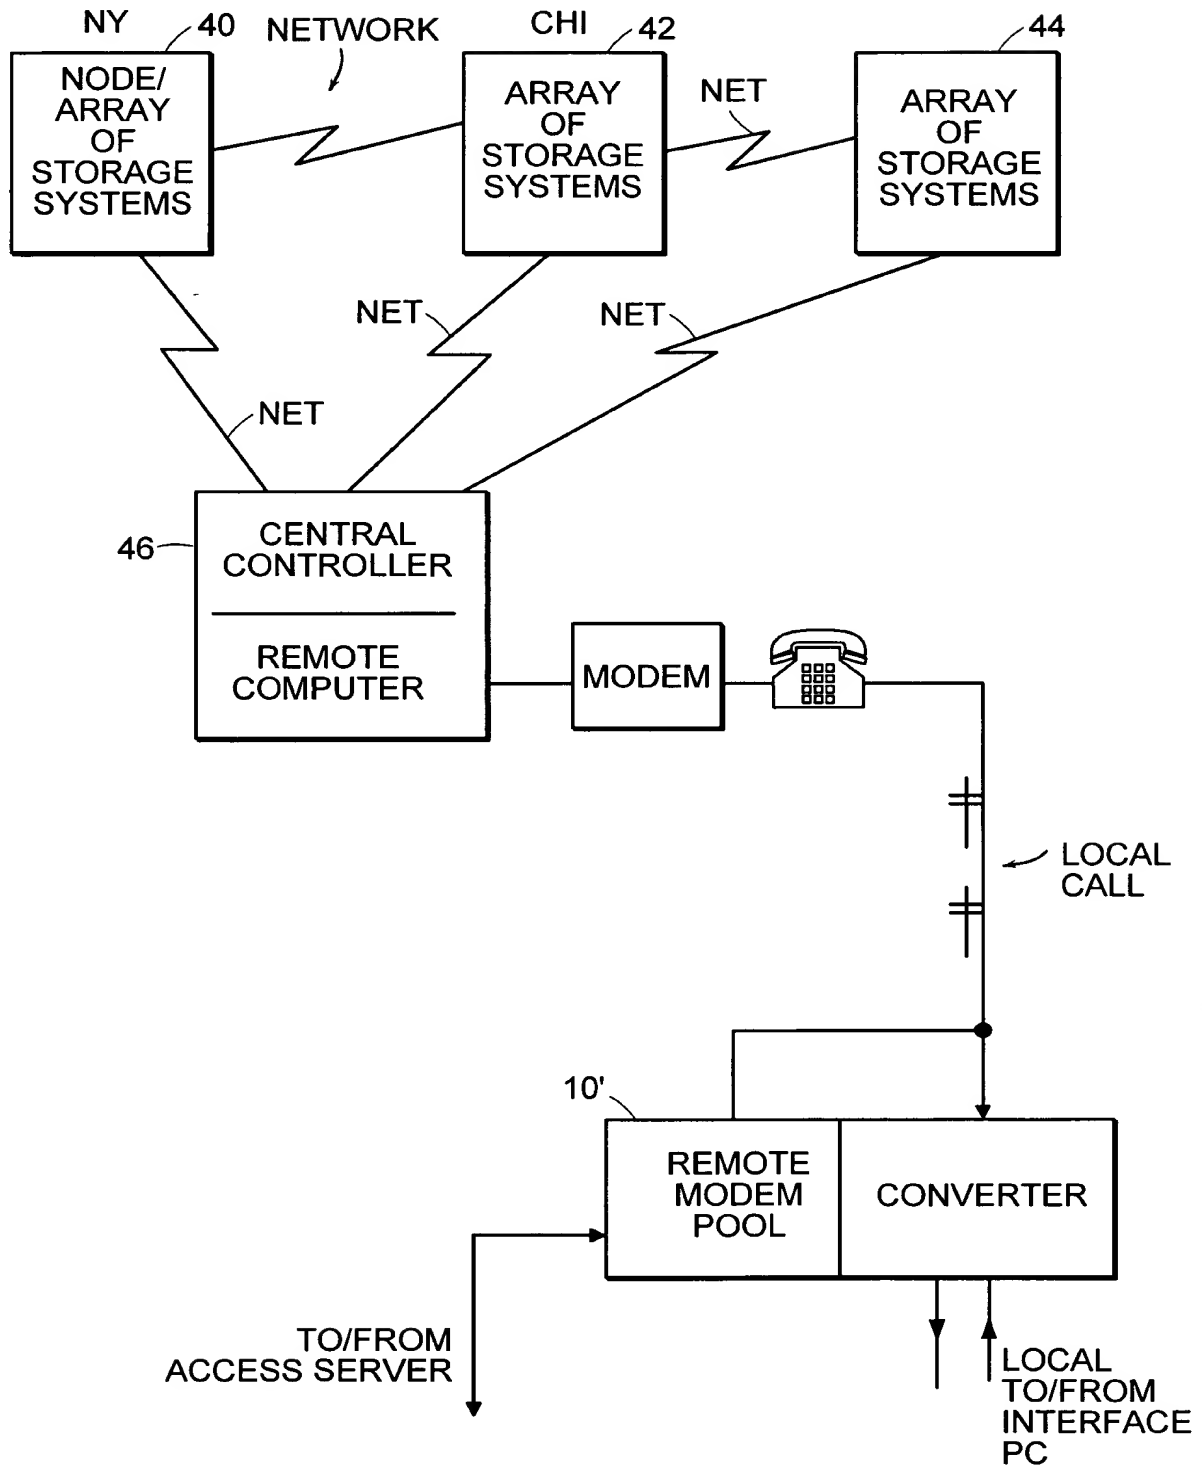 NY
40
NETWORK
CHI
42
44
NODE/
ARRAY
OF
STORAGE
SYSTEMS
ARRAY
OF
STORAGE
SYSTEMS
NET
ARRAY
OF
STORAGE
SYSTEMS
NET
NET
NET
46
CENTRAL
CONTROLLER
REMOTE
COMPUTER
MODEM
LOCAL
CALL
10'
REMOTE
MODEM
POOL
CONVERTER
TO/FROM
ACCESS SERVER
LOCAL
TO/FROM
INTERFACE
PC